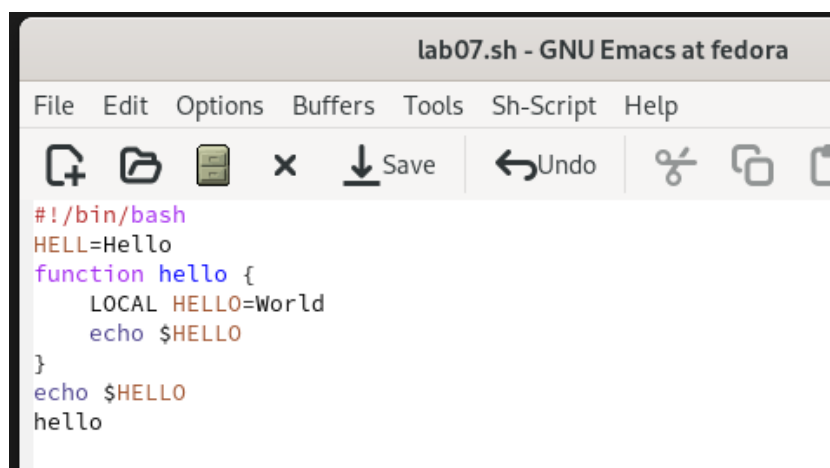 lab07.sh - GNU Emacs at fedora
File Edit Options Buffers Tools Sh-Script Help
Save Undo
#!/bin/bash
HELL=Hello
function hello {
    LOCAL HELLO=World
    echo $HELLO
}
echo $HELLO
hello